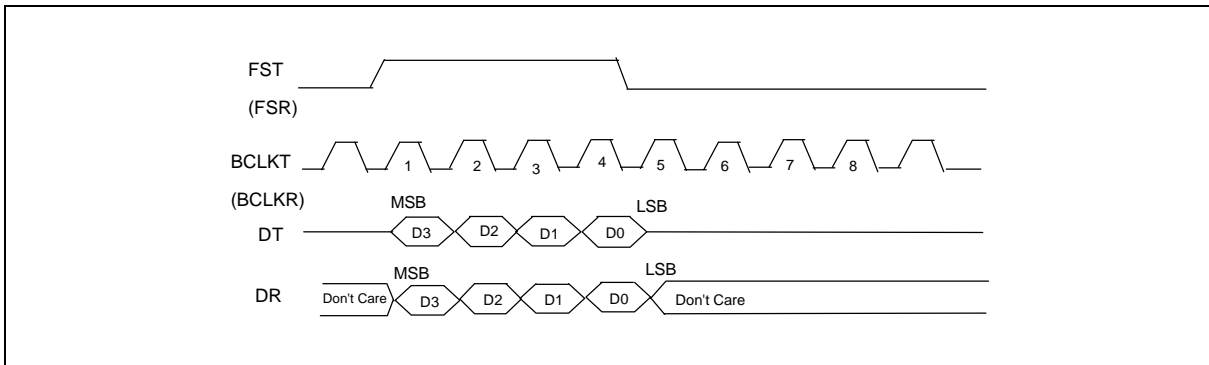 FST
(FSR)
BCLKT 1 2 3 4 5 6 7 8
(BCLKR)
MSB LSB
DT D3 D2 D1 D0
MSB LSB
DR Don't Care D3 D2 D1 D0 Don't Care